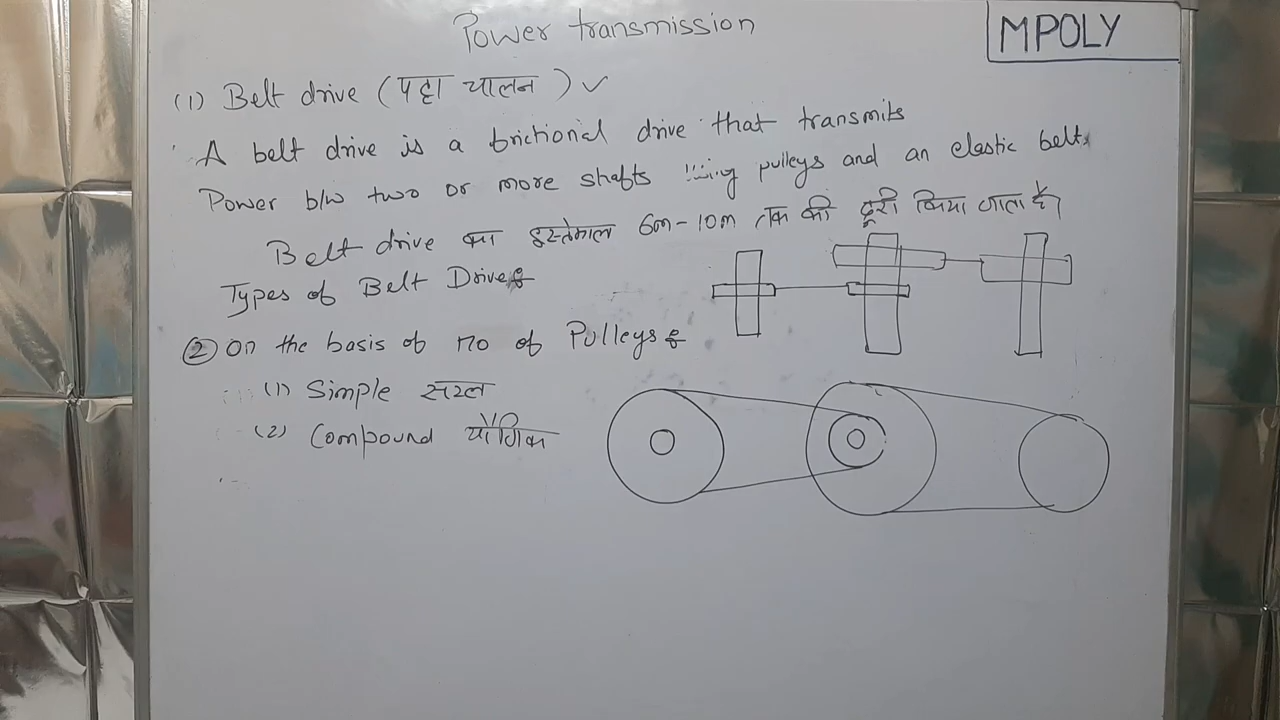 Power transmission
MPOLY
(1) Belt drive (पट्टा चालन) ✓
A belt drive is a frictional drive that transmits
Power b/w two or more shafts using pulleys and an elastic belt.
Belt drive का इस्तेमाल 6m-10m तक की दूरी किया जाता है।
Types of Belt Drive:
(2) On the basis of no of Pulleys:
(1) Simple सरल
(2) Compound यौगिक